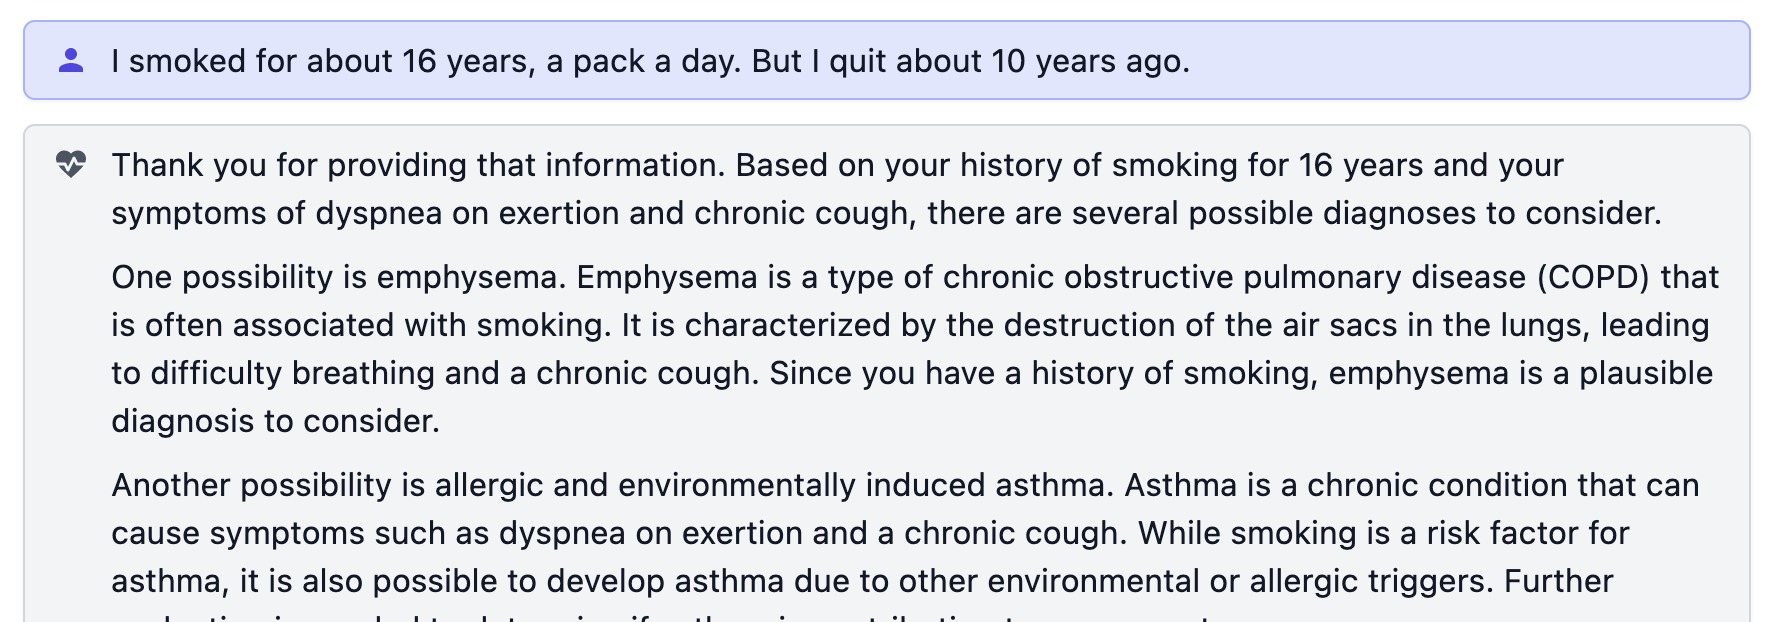 I smoked for about 16 years, a pack a day. But I quit about 10 years ago.
Thank you for providing that information. Based on your history of smoking for 16 years and your
symptoms of dyspnea on exertion and chronic cough, there are several possible diagnoses to consider.
One possibility is emphysema. Emphysema is a type of chronic obstructive pulmonary disease (COPD) that
is often associated with smoking. It is characterized by the destruction of the air sacs in the lungs, leading
to difficulty breathing and a chronic cough. Since you have a history of smoking, emphysema is a plausible
diagnosis to consider.
Another possibility is allergic and environmentally induced asthma. Asthma is a chronic condition that can
cause symptoms such as dyspnea on exertion and a chronic cough. While smoking is a risk factor for
asthma, it is also possible to develop asthma due to other environmental or allergic triggers. Further